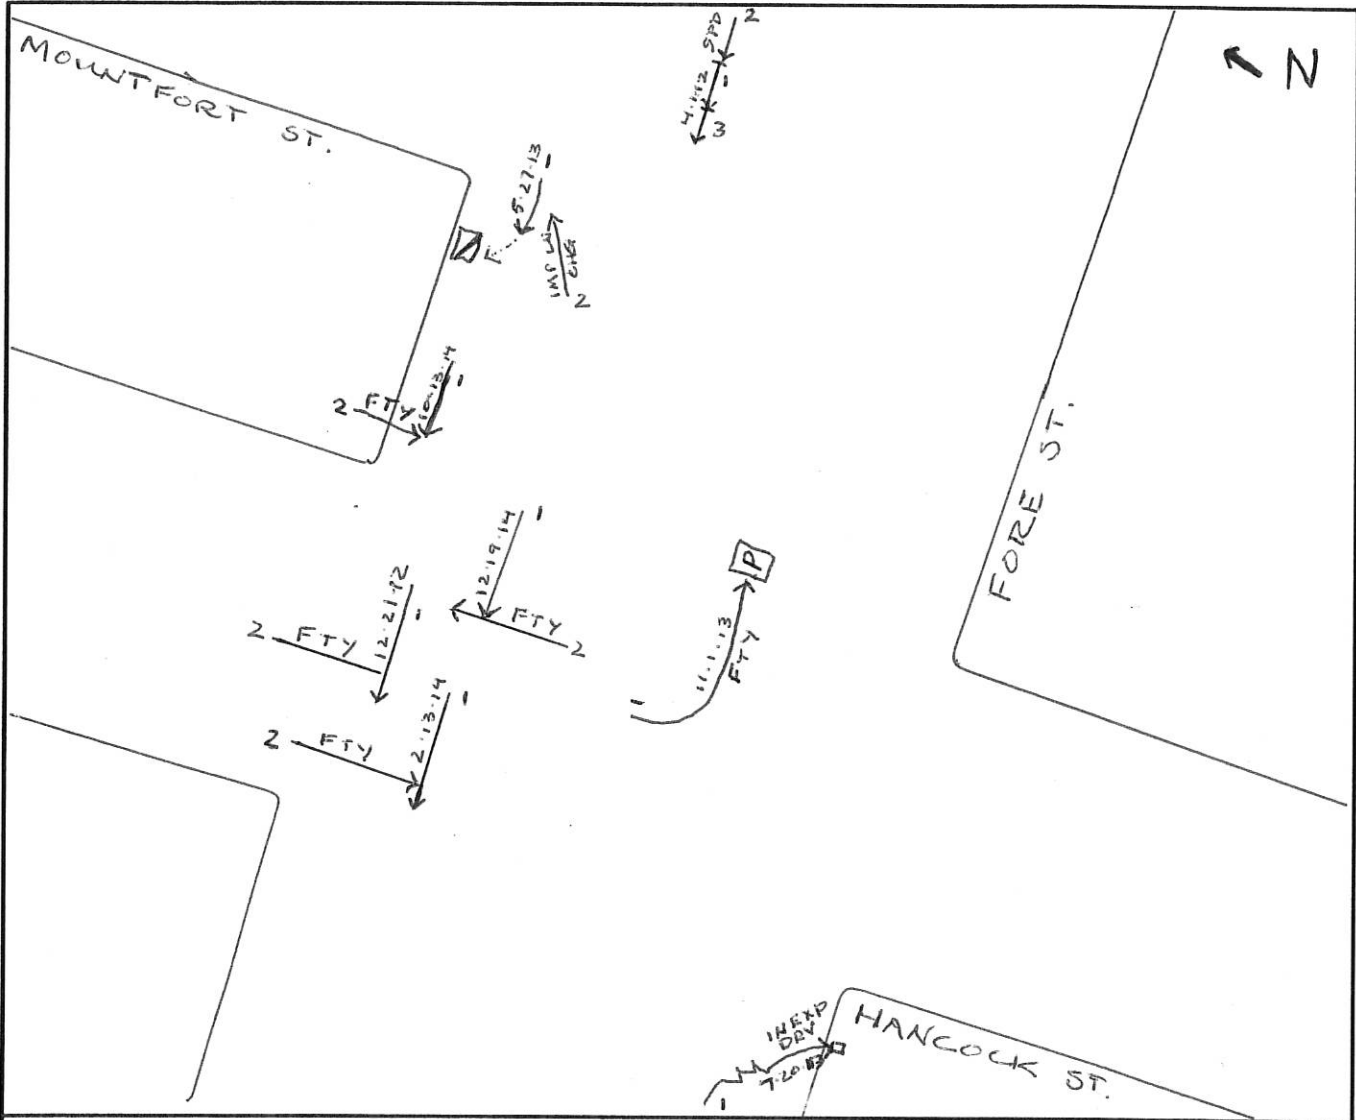 N
MOUNTFORT ST.
2
SPD
4.1.12
-
3
5.27.13
1
IMP LN
CHG
2
10.13.14
1
2 FTY
FORE ST.
12.19.14
1
FTY
2
12.21.12
1
2 FTY
P
11.1.13
FTY
1
2.13.14
1
2 FTY
INEXP
DRV
7.20.13
1
HANCOCK ST.